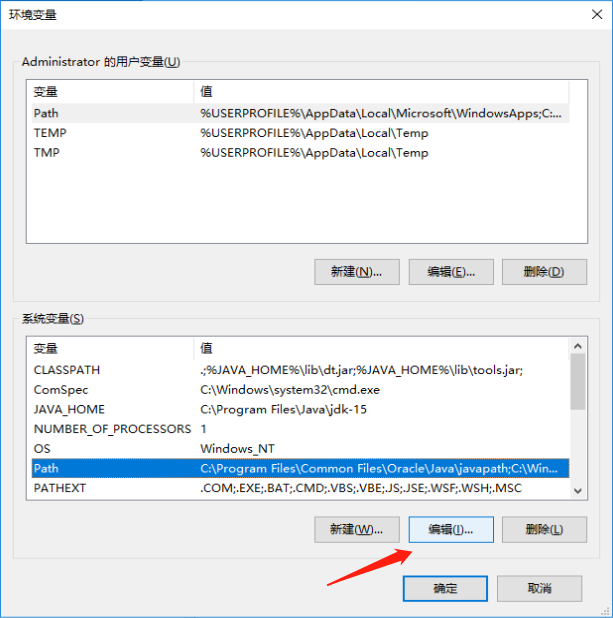 环境变量
Administrator 的用户变量(U)
变量 值
Path %USERPROFILE%\AppData\Local\Microsoft\WindowsApps;C:...
TEMP %USERPROFILE%\AppData\Local\Temp
TMP %USERPROFILE%\AppData\Local\Temp
新建(N)... 编辑(E)... 删除(D)
系统变量(S)
变量 值
CLASSPATH .;%JAVA_HOME%\lib\dt.jar;%JAVA_HOME%\lib\tools.jar;
ComSpec C:\Windows\system32\cmd.exe
JAVA_HOME C:\Program Files\Java\jdk-15
NUMBER_OF_PROCESSORS 1
OS Windows_NT
Path C:\Program Files\Common Files\Oracle\Java\javapath;C:\Win...
PATHEXT .COM;.EXE;.BAT;.CMD;.VBS;.VBE;.JS;.JSE;.WSF;.WSH;.MSC
新建(W)... 编辑(I)... 删除(L)
确定 取消